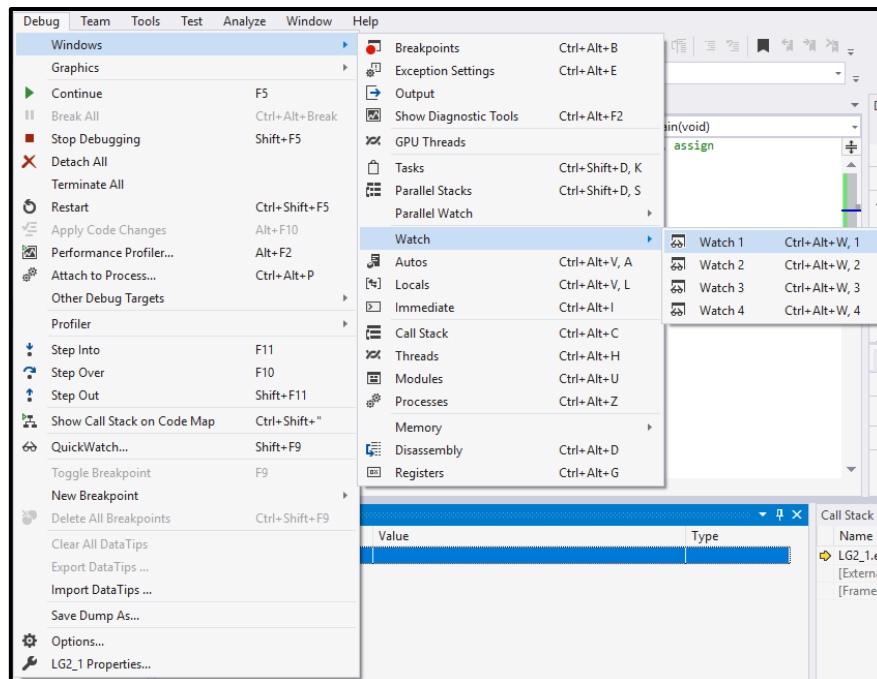 Debug Team Tools Test Analyze Window Help
Windows
Graphics
Continue F5
Break All Ctrl+Alt+Break
Stop Debugging Shift+F5
Detach All
Terminate All
Restart Ctrl+Shift+F5
Apply Code Changes Alt+F10
Performance Profiler... Alt+F2
Attach to Process... Ctrl+Alt+P
Other Debug Targets
Profiler
Step Into F11
Step Over F10
Step Out Shift+F11
Show Call Stack on Code Map Ctrl+Shift+"
QuickWatch... Shift+F9
Toggle Breakpoint F9
New Breakpoint
Delete All Breakpoints Ctrl+Shift+F9
Clear All DataTips
Export DataTips ...
Import DataTips ...
Save Dump As...
Options...
LG2_1 Properties...
Breakpoints Ctrl+Alt+B
Exception Settings Ctrl+Alt+E
Output
Show Diagnostic Tools Ctrl+Alt+F2
GPU Threads
Tasks Ctrl+Shift+D, K
Parallel Stacks Ctrl+Shift+D, S
Parallel Watch
Watch
Autos Ctrl+Alt+V, A
Locals Ctrl+Alt+V, L
Immediate Ctrl+Alt+I
Call Stack Ctrl+Alt+C
Threads Ctrl+Alt+H
Modules Ctrl+Alt+U
Processes Ctrl+Alt+Z
Memory
Disassembly Ctrl+Alt+D
Registers Ctrl+Alt+G
Watch 1 Ctrl+Alt+W, 1
Watch 2 Ctrl+Alt+W, 2
Watch 3 Ctrl+Alt+W, 3
Watch 4 Ctrl+Alt+W, 4
ain(void)
assign
Value Type
Call Stack
Name
LG2_1.e
[Extern
[Frame